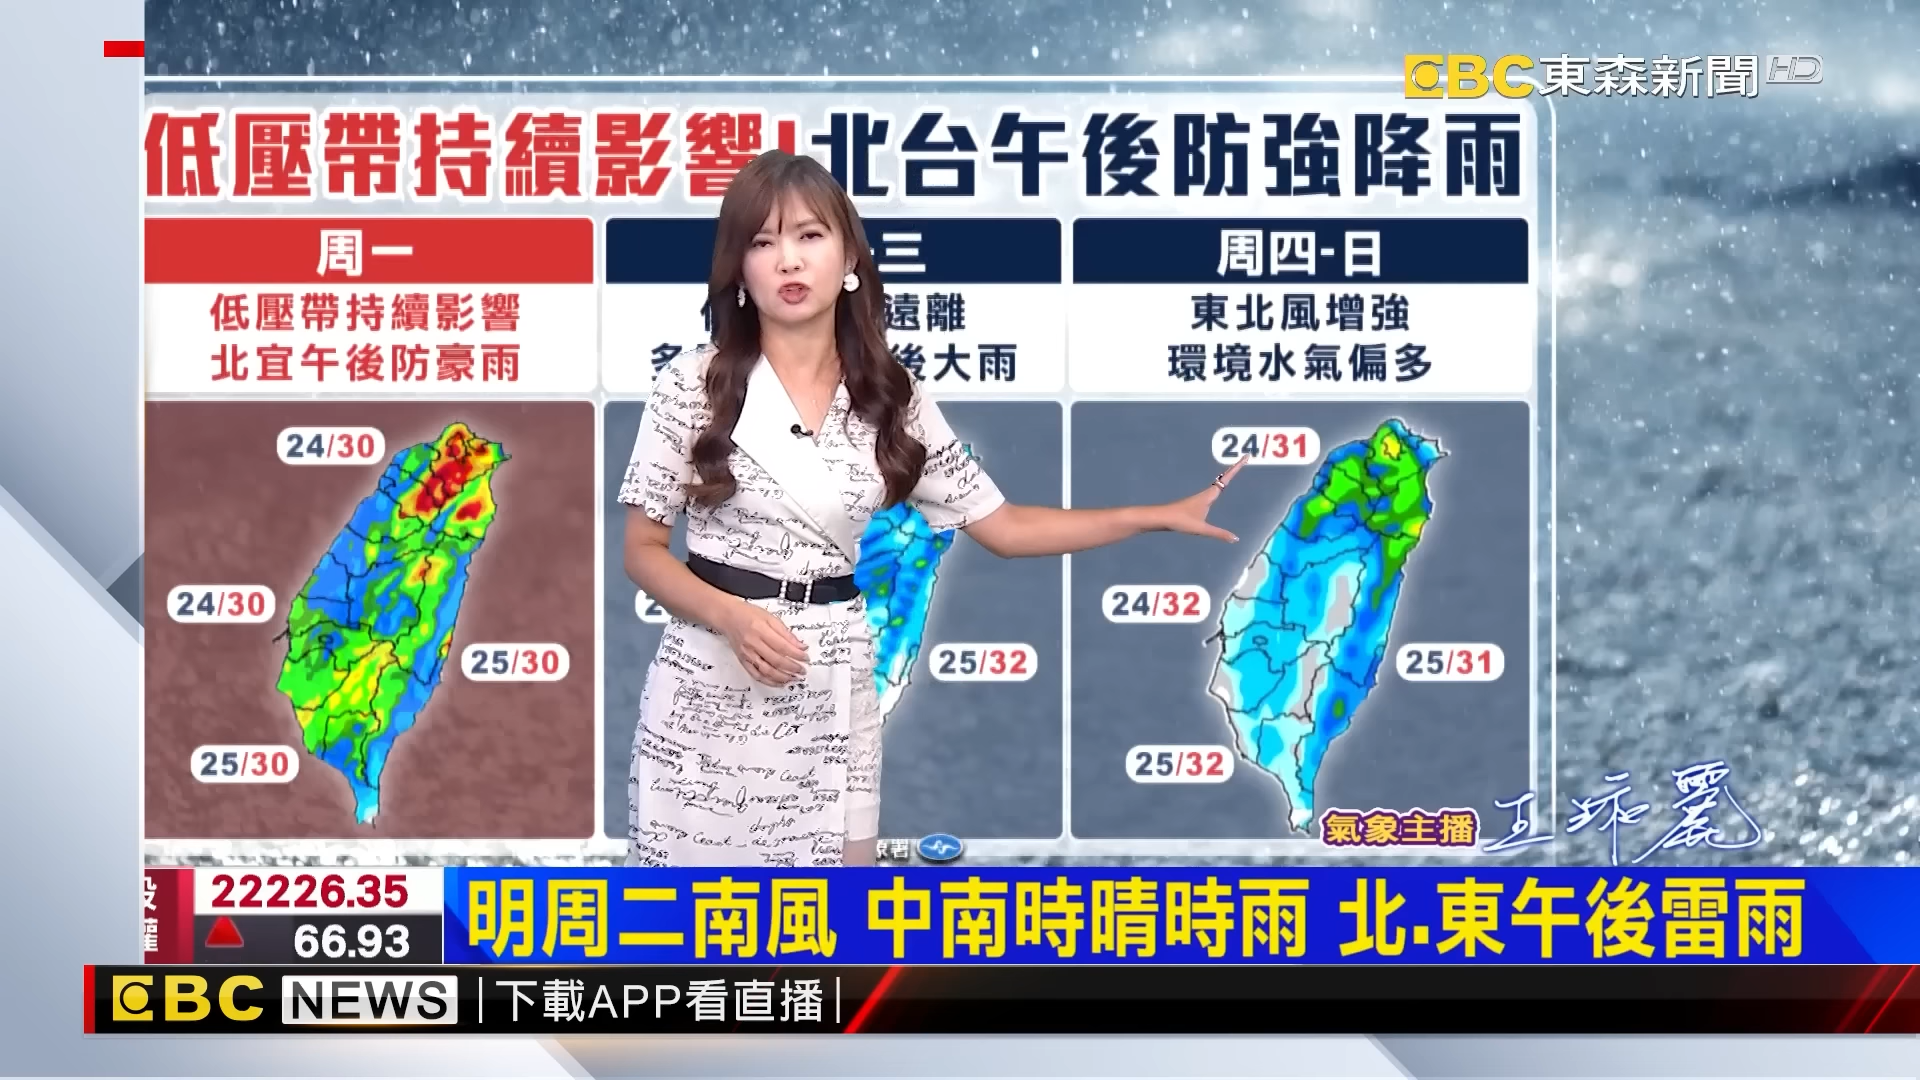 EBC東森新聞HD
低壓帶持續影響!北台午後防強降雨
周一
三
周四-日
低壓帶持續影響
北宜午後防豪雨
遠離
後大雨
東北風增強
環境水氣偏多
24/30
24/30
25/30
25/30
25/32
24/31
24/32
25/31
25/32
氣象主播
署
22226.35
66.93
明周二南風 中南時晴時雨 北.東午後雷雨
EBC NEWS 下載APP看直播